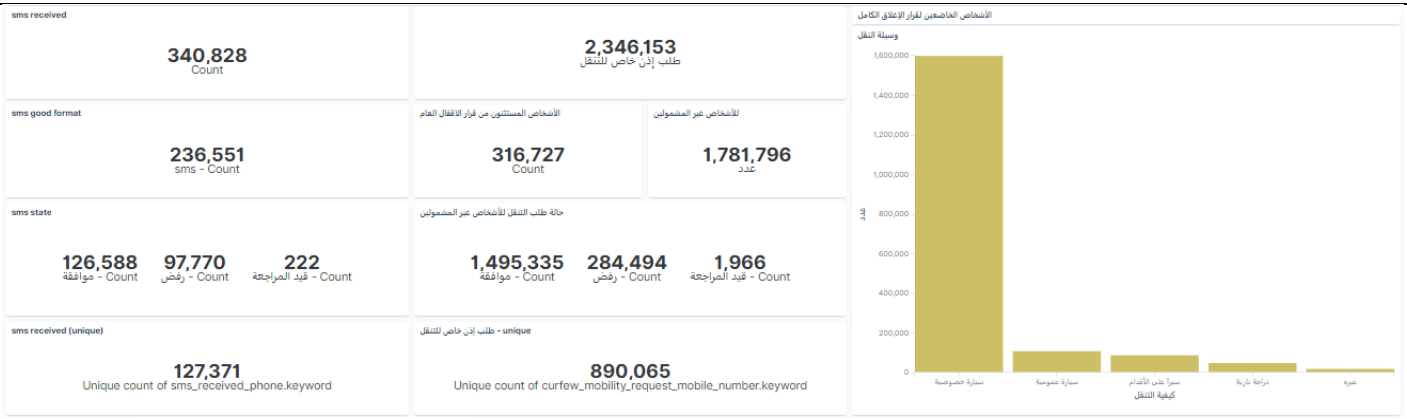 sms received
340,828
Count
2,346,153
طلب إذن خاص للتنقل
sms good format
236,551
sms - Count
الأشخاص المستثنون من قرار الاقفال العام
316,727
Count
للأشخاص غير المشمولين
1,781,796
عدد
sms state
126,588
موافقة - Count
97,770
رفض - Count
222
قيد المراجعة - Count
حالة طلب التنقل للأشخاص غير المشمولين
1,495,335
موافقة - Count
284,494
رفض - Count
1,966
قيد المراجعة - Count
sms received (unique)
127,371
Unique count of sms_received_phone.keyword
طلب إذن خاص للتنقل - unique
890,065
Unique count of curfew_mobility_request_mobile_number.keyword
الأشخاص الخاضعين لقرار الإغلاق الكامل
وسيلة النقل
1,600,000
1,400,000
1,200,000
1,000,000
800,000
600,000
400,000
200,000
0
عدد
سيارة خصوصية
سيارة عمومية
سيرا على الأقدام
دراجة نارية
غيره
كيفية التنقل